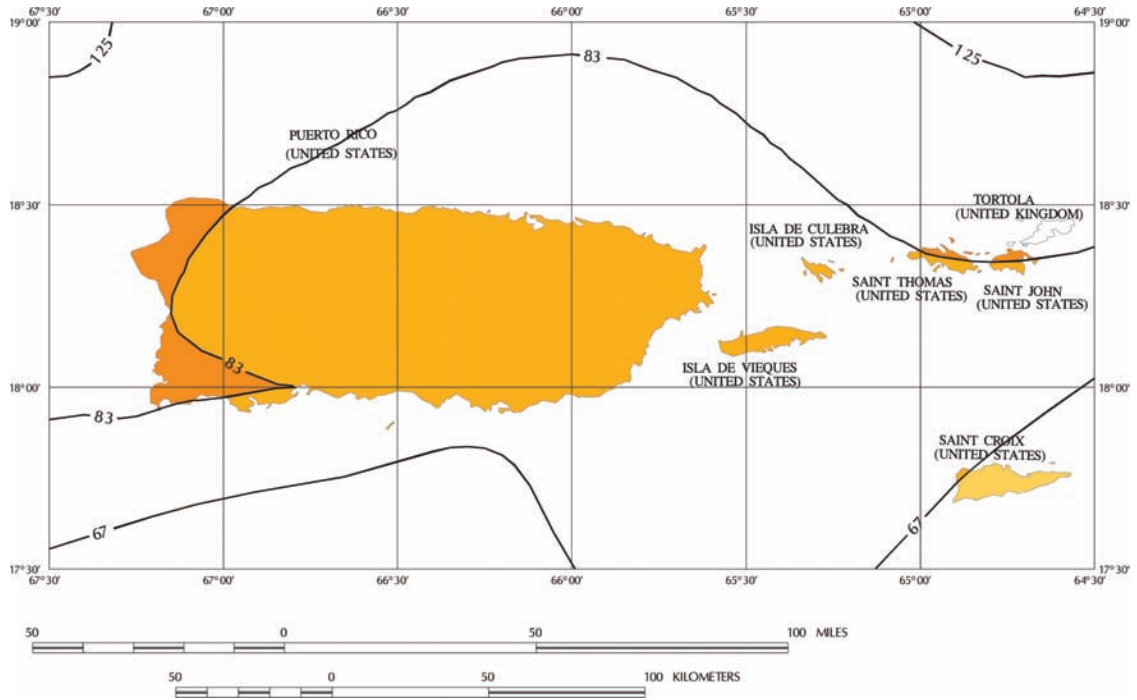 67°30' 67°00' 66°30' 66°00' 65°30' 65°00' 64°30'
19°00' 19°00'
125
83
125
PUERTO RICO
(UNITED STATES)
18°30' 18°30'
TORTOLA
(UNITED KINGDOM)
ISLA DE CULEBRA
(UNITED STATES)
SAINT THOMAS
(UNITED STATES)
SAINT JOHN
(UNITED STATES)
83
ISLA DE VIEQUES
(UNITED STATES)
18°00' 18°00'
83
SAINT CROIX
(UNITED STATES)
67
67
17°30' 17°30'
67°30' 67°00' 66°30' 66°00' 65°30' 65°00' 64°30'
50 0 50 100 MILES
50 0 50 100 KILOMETERS